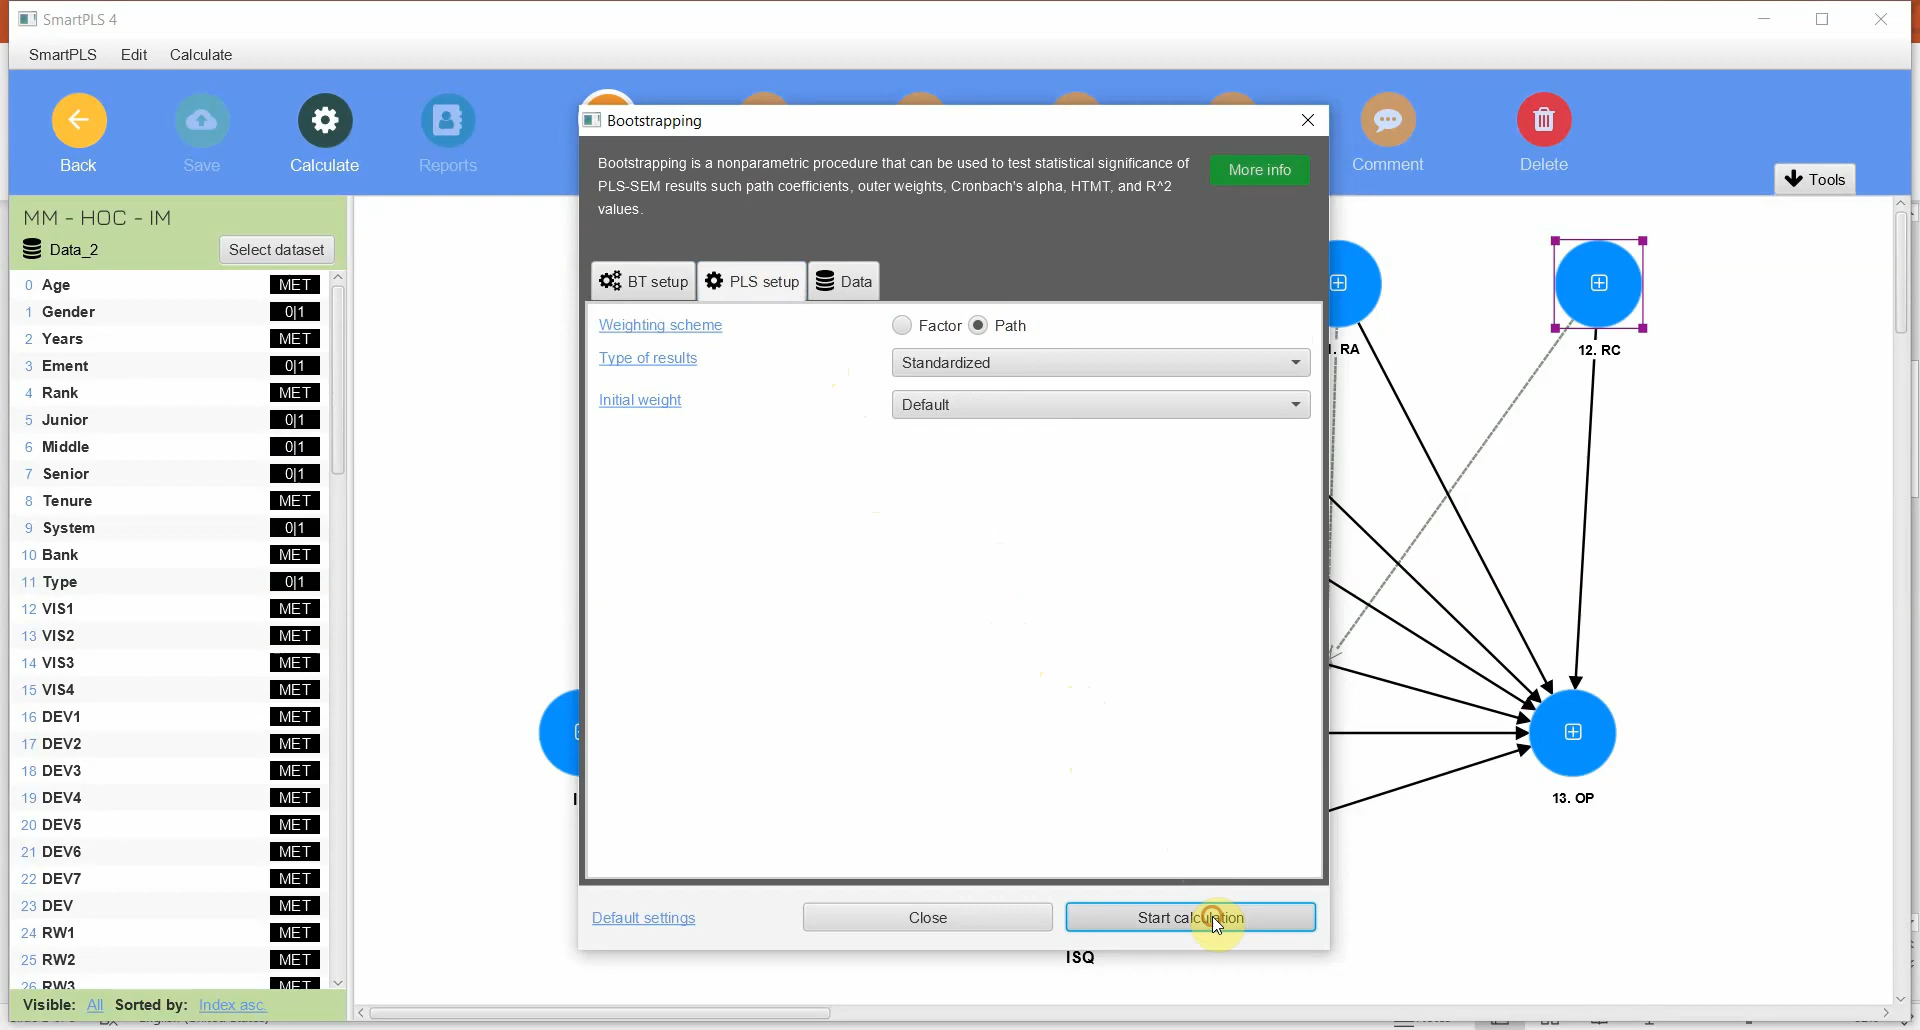 SmartPLS 4
SmartPLS Edit Calculate
Back
Save
Calculate
Reports
Comment
Delete
Tools
MM - HOC - IM
Data_2
Select dataset
0 Age MET
1 Gender 0|1
2 Years MET
3 Ement 0|1
4 Rank MET
5 Junior 0|1
6 Middle 0|1
7 Senior 0|1
8 Tenure MET
9 System 0|1
10 Bank MET
11 Type 0|1
12 VIS1 MET
13 VIS2 MET
14 VIS3 MET
15 VIS4 MET
16 DEV1 MET
17 DEV2 MET
18 DEV3 MET
19 DEV4 MET
20 DEV5 MET
21 DEV6 MET
22 DEV7 MET
23 DEV MET
24 RW1 MET
25 RW2 MET
26 RW3 MET
Visible: All Sorted by: Index asc.
Bootstrapping
Bootstrapping is a nonparametric procedure that can be used to test statistical significance of
PLS-SEM results such path coefficients, outer weights, Cronbach's alpha, HTMT, and R^2
values.
More info
BT setup
PLS setup
Data
Weighting scheme Factor Path
Type of results Standardized
Initial weight Default
Default settings
Close
Start calculation
. RA
12. RC
13. OP
ISQ